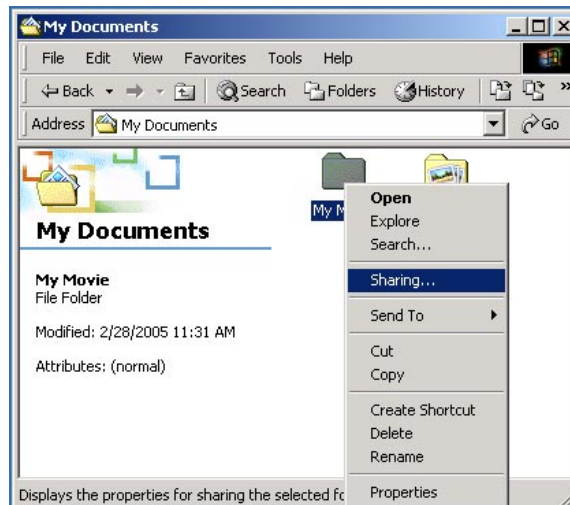 My Documents
File Edit View Favorites Tools Help
Back Search Folders History »
Address My Documents Go
My Documents
My Movie
File Folder
Modified: 2/28/2005 11:31 AM
Attributes: (normal)
My M
Open
Explore
Search...
Sharing...
Send To
Cut
Copy
Create Shortcut
Delete
Rename
Properties
Displays the properties for sharing the selected fo